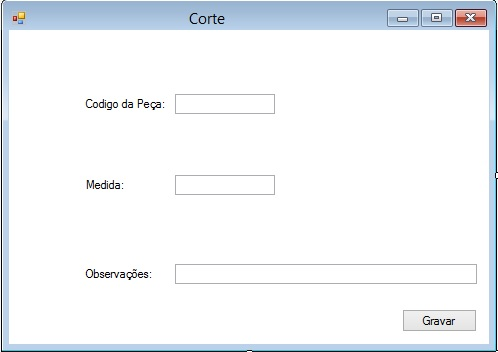 Corte
Codigo da Peça:
Medida:
Observações:
Gravar